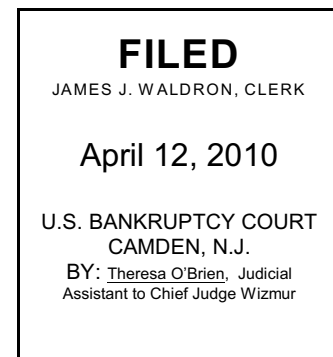 FILED
JAMES J. WALDRON, CLERK
April 12, 2010
U.S. BANKRUPTCY COURT
CAMDEN, N.J.
BY: Theresa O'Brien, Judicial
Assistant to Chief Judge Wizmur